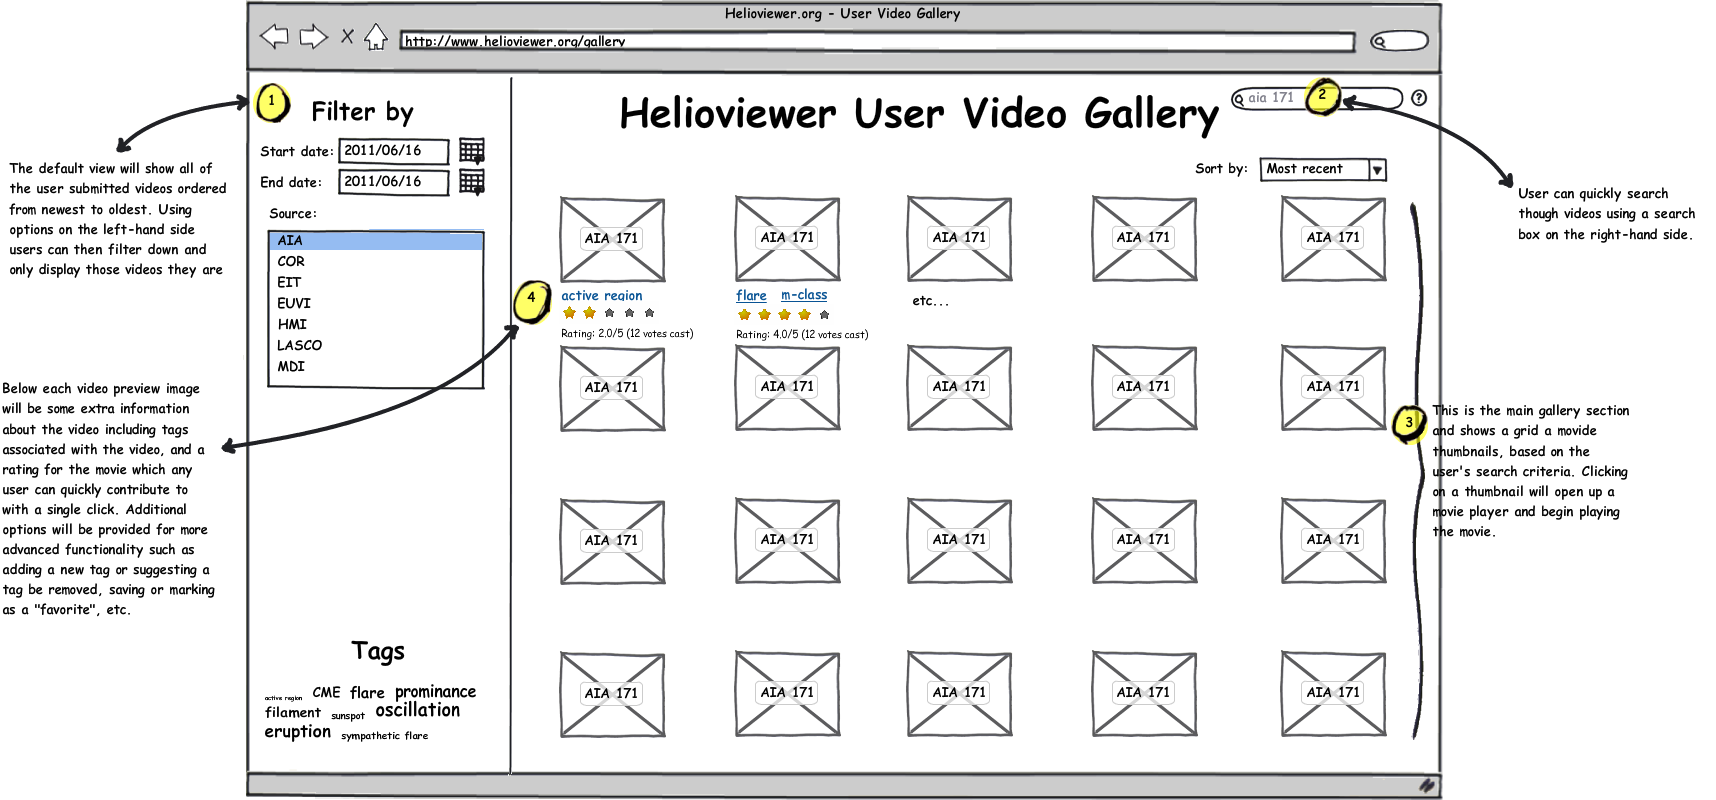 Helioviewer.org - User Video Gallery
http://www.helioviewer.org/gallery
1
Filter by
Start date: 2011/06/16
End date: 2011/06/16
Source:
AIA
COR
EIT
EUVI
HMI
LASCO
MDI
Tags
active region CME flare prominance
filament sunspot oscillation
eruption sympathetic flare
Helioviewer User Video Gallery
aia 171
2
?
Sort by: Most recent
AIA 171 AIA 171 AIA 171 AIA 171 AIA 171
4
active region
Rating: 2.0/5 (12 votes cast)
flare m-class
Rating: 4.0/5 (12 votes cast)
etc...
AIA 171 AIA 171 AIA 171 AIA 171 AIA 171
AIA 171 AIA 171 AIA 171 AIA 171 AIA 171
AIA 171 AIA 171 AIA 171 AIA 171 AIA 171
3
The default view will show all of
the user submitted videos ordered
from newest to oldest. Using
options on the left-hand side
users can then filter down and
only display those videos they are
Below each video preview image
will be some extra information
about the video including tags
associated with the video, and a
rating for the movie which any
user can quickly contribute to
with a single click. Additional
options will be provided for more
advanced functionality such as
adding a new tag or suggesting a
tag be removed, saving or marking
as a "favorite", etc.
User can quickly search
though videos using a search
box on the right-hand side.
This is the main gallery section
and shows a grid a movide
thumbnails, based on the
user's search criteria. Clicking
on a thumbnail will open up a
movie player and begin playing
the movie.